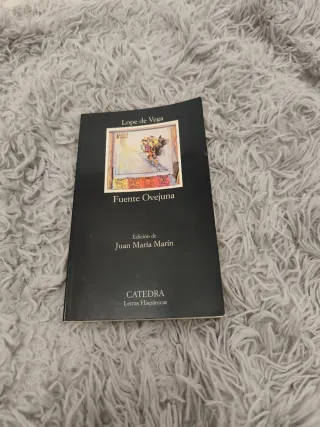 Lope de Vega
Fuente Ovejuna
Edición de
Juan María Marín
CATEDRA
Letras Hispánicas